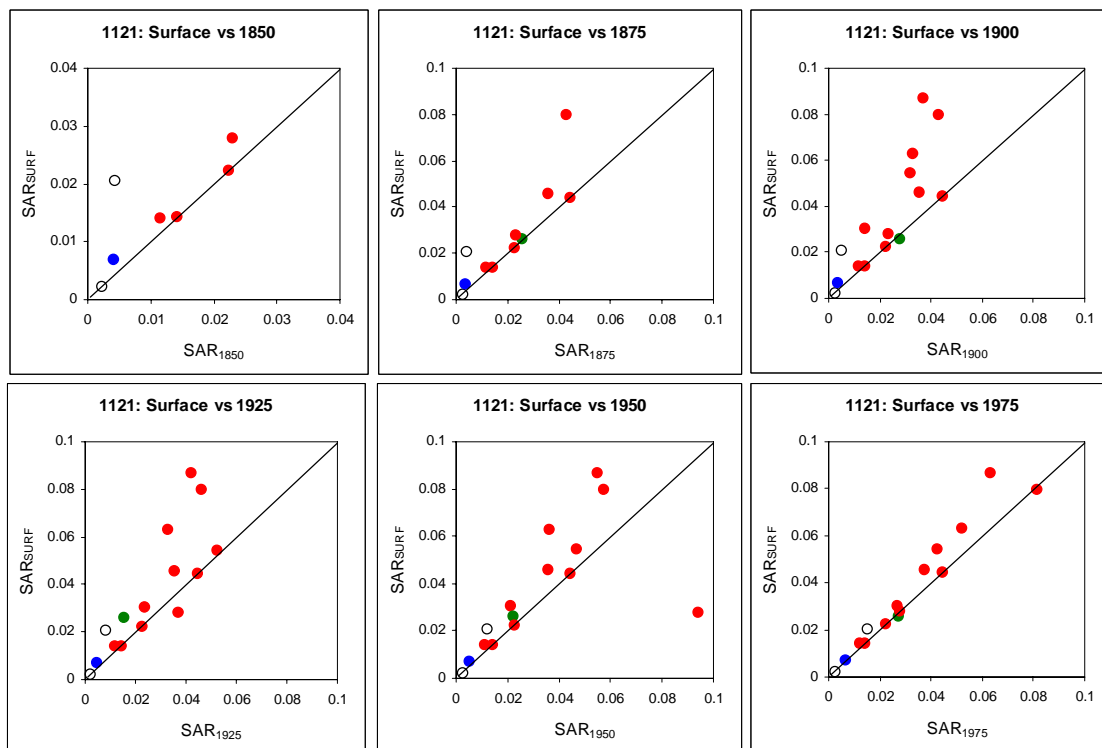 1121: Surface vs 1850
0.04
0.03
0.02
0.01
0
SARSURF
0 0.01 0.02 0.03 0.04
SAR1850
1121: Surface vs 1875
0.1
0.08
0.06
0.04
0.02
0
SARSURF
0 0.02 0.04 0.06 0.08 0.1
SAR1875
1121: Surface vs 1900
0.1
0.08
0.06
0.04
0.02
0
SARSURF
0 0.02 0.04 0.06 0.08 0.1
SAR1900
1121: Surface vs 1925
0.1
0.08
0.06
0.04
0.02
0
SARSURF
0 0.02 0.04 0.06 0.08 0.1
SAR1925
1121: Surface vs 1950
0.1
0.08
0.06
0.04
0.02
0
SARSURF
0 0.02 0.04 0.06 0.08 0.1
SAR1950
1121: Surface vs 1975
0.1
0.08
0.06
0.04
0.02
0
SARSURF
0 0.02 0.04 0.06 0.08 0.1
SAR1975